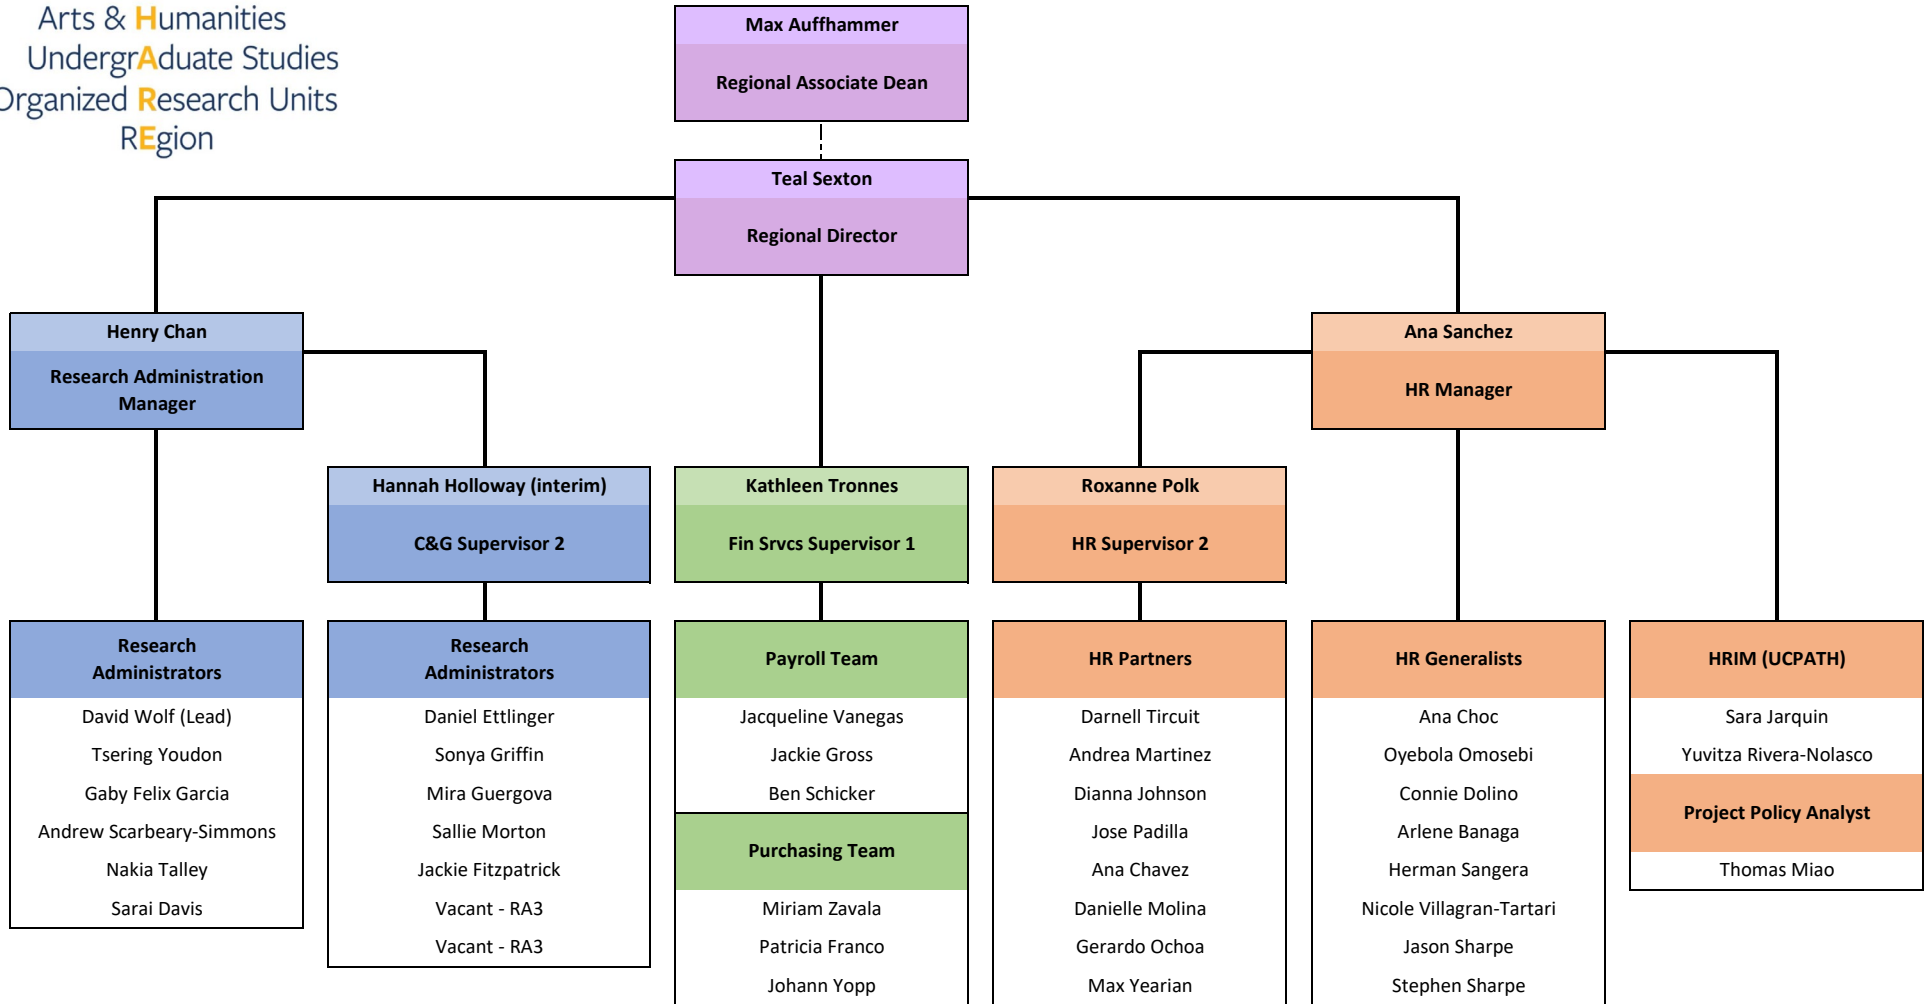 Arts & Humanities
UndergrAduate Studies
Organized Research Units
REgion
Max Auffhammer
Regional Associate Dean
Teal Sexton
Regional Director
Henry Chan
Research Administration
Manager
Ana Sanchez
HR Manager
Hannah Holloway (interim)
C&G Supervisor 2
Kathleen Tronnes
Fin Srvcs Supervisor 1
Roxanne Polk
HR Supervisor 2
Research
Administrators
David Wolf (Lead)
Tsering Youdon
Gaby Felix Garcia
Andrew Scarbeary-Simmons
Nakia Talley
Sarai Davis
Research
Administrators
Daniel Ettlinger
Sonya Griffin
Mira Guergova
Sallie Morton
Jackie Fitzpatrick
Vacant - RA3
Vacant - RA3
Payroll Team
Jacqueline Vanegas
Jackie Gross
Ben Schicker
Purchasing Team
Miriam Zavala
Patricia Franco
Johann Yopp
HR Partners
Darnell Tircuit
Andrea Martinez
Dianna Johnson
Jose Padilla
Ana Chavez
Danielle Molina
Gerardo Ochoa
Max Yearian
HR Generalists
Ana Choc
Oyebola Omosebi
Connie Dolino
Arlene Banaga
Herman Sangera
Nicole Villagran-Tartari
Jason Sharpe
Stephen Sharpe
HRIM (UCPATH)
Sara Jarquin
Yuvitza Rivera-Nolasco
Project Policy Analyst
Thomas Miao